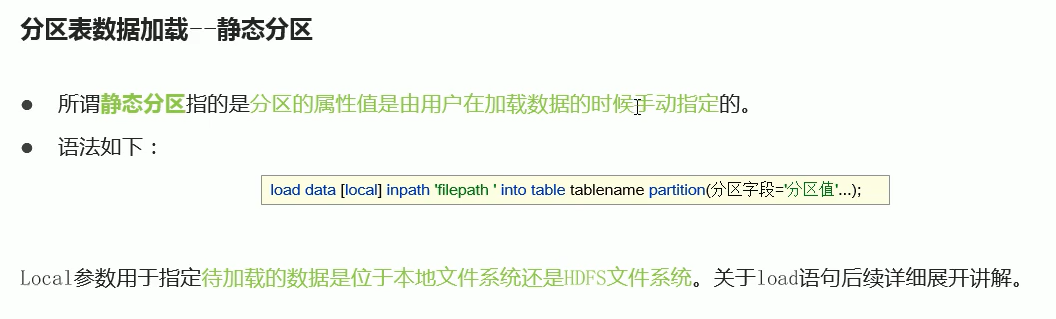 分区表数据加载--静态分区
● 所谓静态分区指的是分区的属性值是由用户在加载数据的时候手动指定的。
● 语法如下：
load data [local] inpath 'filepath ' into table tablename partition(分区字段='分区值'...);
Local参数用于指定待加载的数据是位于本地文件系统还是HDFS文件系统。关于load语句后续详细展开讲解。